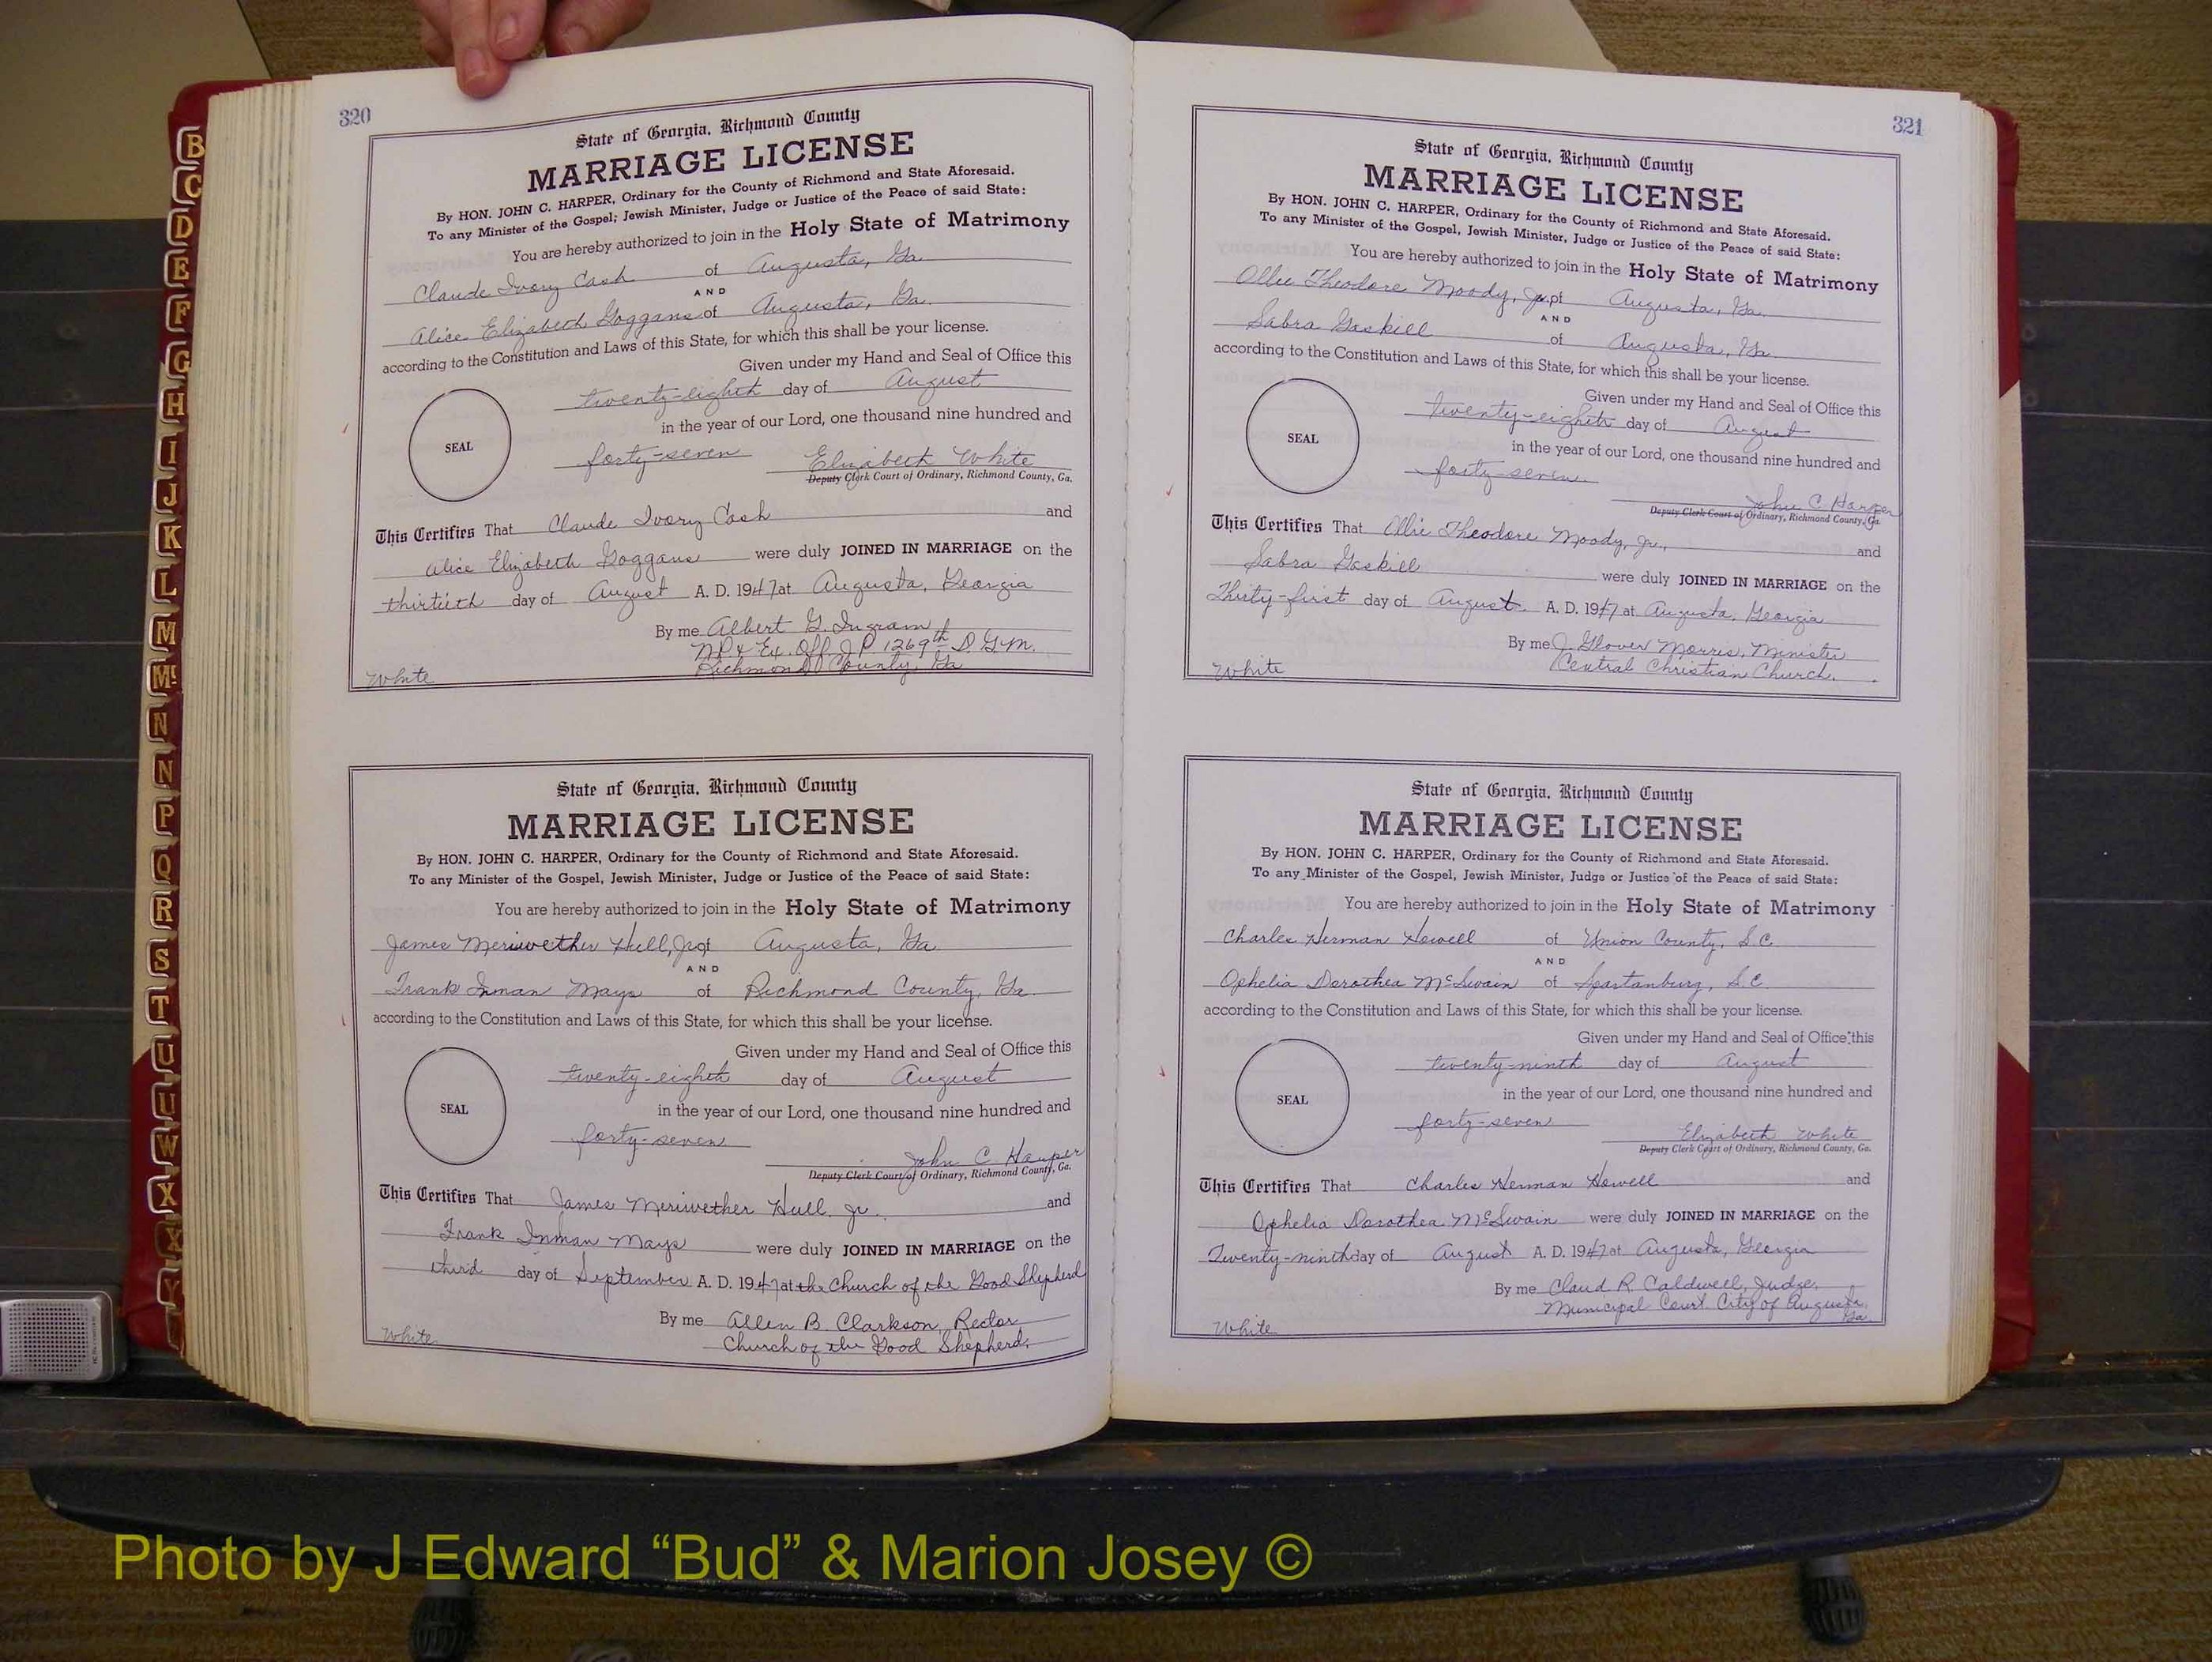 320
State of Georgia, Richmond County
MARRIAGE LICENSE
By HON. JOHN C. HARPER, Ordinary for the County of Richmond and State Aforesaid.
To any Minister of the Gospel; Jewish Minister, Judge or Justice of the Peace of said State:
You are hereby authorized to join in the Holy State of Matrimony
Claude Ivory Cash of Augusta, Ga.
AND
Alice Elizabeth Goggans of Augusta, Ga.
according to the Constitution and Laws of this State, for which this shall be your license.
Given under my Hand and Seal of Office this
twenty-eighth day of August
in the year of our Lord, one thousand nine hundred and
SEAL
forty-seven Elizabeth White
Deputy Clerk Court of Ordinary, Richmond County, Ga.
This Certifies That Claude Ivory Cash and
Alice Elizabeth Goggans were duly JOINED IN MARRIAGE on the
thirtieth day of August A. D. 1947 at Augusta, Georgia
By me Albert G. Ingram
NP & Ex. Off. J P 1269th D. G.M.
Richmond County, Ga
White
State of Georgia, Richmond County
MARRIAGE LICENSE
By HON. JOHN C. HARPER, Ordinary for the County of Richmond and State Aforesaid.
To any Minister of the Gospel, Jewish Minister, Judge or Justice of the Peace of said State:
You are hereby authorized to join in the Holy State of Matrimony
James Meriwether Hull, Jr. of Augusta, Ga.
AND
Frank Inman Mays of Richmond County, Ga.
according to the Constitution and Laws of this State, for which this shall be your license.
Given under my Hand and Seal of Office this
twenty-eighth day of August
SEAL
in the year of our Lord, one thousand nine hundred and
forty-seven
John C. Harper
Deputy Clerk Court of Ordinary, Richmond County, Ga.
This Certifies That James Meriwether Hull, Jr. and
Frank Inman Mays were duly JOINED IN MARRIAGE on the
third day of September A. D. 1947 at the Church of the Good Shepherd
By me Allen B. Clarkson, Rector
Church of the Good Shepherd.
White
321
State of Georgia, Richmond County
MARRIAGE LICENSE
By HON. JOHN C. HARPER, Ordinary for the County of Richmond and State Aforesaid.
To any Minister of the Gospel, Jewish Minister, Judge or Justice of the Peace of said State:
You are hereby authorized to join in the Holy State of Matrimony
Ollie Theodore Moody, Jr. of Augusta, Ga.
AND
Sabra Gaskill of Augusta, Ga
according to the Constitution and Laws of this State, for which this shall be your license.
Given under my Hand and Seal of Office this
twenty-eighth day of August
SEAL
in the year of our Lord, one thousand nine hundred and
forty-seven.
John C. Harper
Deputy Clerk Court of Ordinary, Richmond County, Ga.
This Certifies That Ollie Theodore Moody, Jr., and
Sabra Gaskill were duly JOINED IN MARRIAGE on the
Thirty-first day of August A. D. 1947 at Augusta, Georgia
By me J. Glover Morris, Minister
Central Christian Church.
White
State of Georgia, Richmond County
MARRIAGE LICENSE
By HON. JOHN C. HARPER, Ordinary for the County of Richmond and State Aforesaid.
To any Minister of the Gospel, Jewish Minister, Judge or Justice of the Peace of said State:
You are hereby authorized to join in the Holy State of Matrimony
Charles Herman Howell of Union County, S.C.
AND
Ophelia Dorothea McSwain of Spartanburg, S.C.
according to the Constitution and Laws of this State, for which this shall be your license.
Given under my Hand and Seal of Office this
twenty-ninth day of August
in the year of our Lord, one thousand nine hundred and
SEAL
forty-seven
Elizabeth White
Deputy Clerk Court of Ordinary, Richmond County, Ga.
This Certifies That Charles Herman Howell and
Ophelia Dorothea McSwain were duly JOINED IN MARRIAGE on the
Twenty-ninth day of August A. D. 1947 at Augusta, Georgia
By me Claud R. Caldwell, Judge,
Municipal Court, City of Augusta,
Ga.
White
B
C
D
E
F
G
H
I
J
K
L
M
Mc
N
N
P
Q
R
S
T
U
U
W
X
X
Y
Photo by J Edward “Bud” & Marion Josey ©